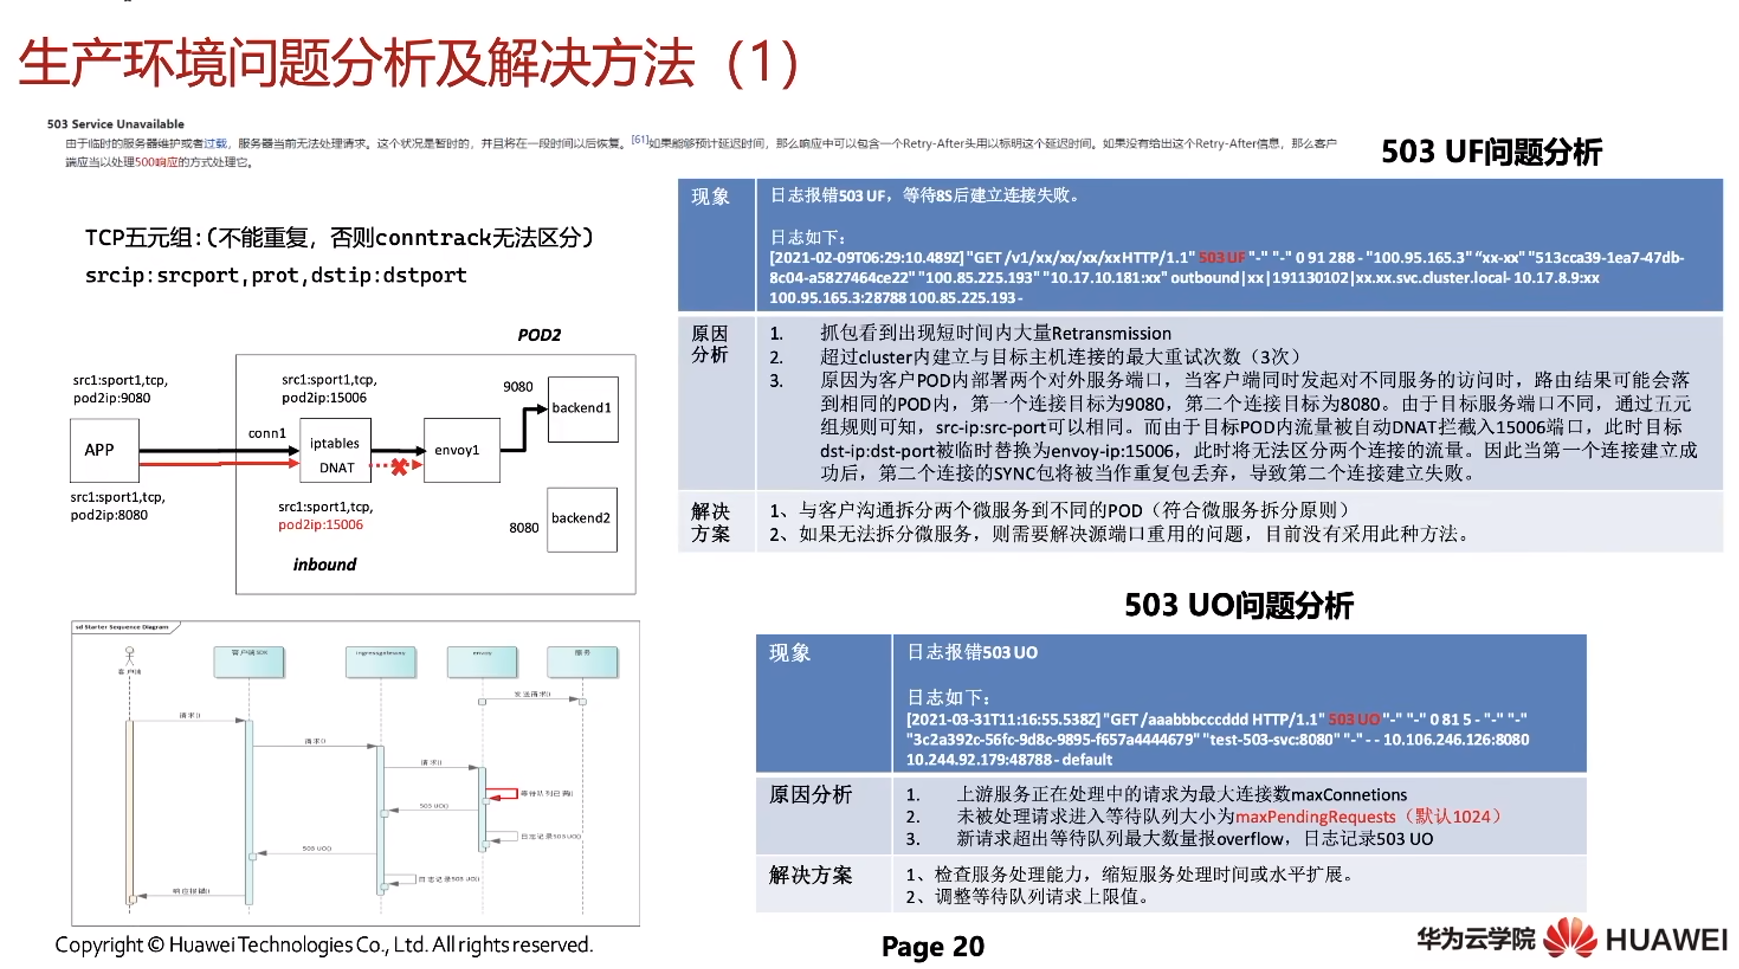 生产环境问题分析及解决方法（1）
503 Service Unavailable
由于临时的服务器维护或者过载，服务器当前无法处理请求。这个状况是暂时的，并且将在一段时间以后恢复。[61]如果能够预计延迟时间，那么响应中可以包含一个Retry-After头用以标明这个延迟时间。如果没有给出这个Retry-After信息，那么客户
端应当以处理500响应的方式处理它。
TCP五元组：(不能重复，否则conntrack无法区分)
srcip:srcport,prot,dstip:dstport
POD2
src1:sport1,tcp,
pod2ip:9080
src1:sport1,tcp,
pod2ip:15006
9080
backend1
conn1
APP
iptables
DNAT
envoy1
src1:sport1,tcp,
pod2ip:8080
src1:sport1,tcp,
pod2ip:15006
8080
backend2
inbound
sd Starter Sequence Diagram
客户端
客户端SDK
ingressgateway
envoy
服务
发送请求()
请求()
请求()
请求()
等待队列已满()
503 UO()
日志记录503 UO()
503 UO()
日志记录503 UO()
503 UF问题分析
现象
日志报错503 UF，等待8S后建立连接失败。
日志如下：
[2021-02-09T06:29:10.489Z] "GET /v1/xx/xx/xx/xx HTTP/1.1" 503 UF "-" "-" 0 91 288 - "100.95.165.3" “xx-xx" "513cca39-1ea7-47db-
8c04-a5827464ce22" "100.85.225.193" "10.17.10.181:xx" outbound|xx|191130102|xx.xx.svc.cluster.local- 10.17.8.9:xx
100.95.165.3:28788 100.85.225.193 -
原因
分析
1. 抓包看到出现短时间内大量Retransmission
2. 超过cluster内建立与目标主机连接的最大重试次数（3次）
3. 原因为客户POD内部署两个对外服务端口，当客户端同时发起对不同服务的访问时，路由结果可能会落
到相同的POD内，第一个连接目标为9080，第二个连接目标为8080。由于目标服务端口不同，通过五元
组规则可知，src-ip:src-port可以相同。而由于目标POD内流量被自动DNAT拦截入15006端口，此时目标
dst-ip:dst-port被临时替换为envoy-ip:15006，此时将无法区分两个连接的流量。因此当第一个连接建立成
功后，第二个连接的SYNC包将被当作重复包丢弃，导致第二个连接建立失败。
解决
方案
1、与客户沟通拆分两个微服务到不同的POD（符合微服务拆分原则）
2、如果无法拆分微服务，则需要解决源端口重用的问题，目前没有采用此种方法。
503 UO问题分析
现象
日志报错503 UO
日志如下：
[2021-03-31T11:16:55.538Z] "GET /aaabbbcccddd HTTP/1.1" 503 UO "-" "-" 0 81 5 - "-" "-"
"3c2a392c-56fc-9d8c-9895-f657a4444679" "test-503-svc:8080" "-" - - 10.106.246.126:8080
10.244.92.179:48788 - default
原因分析
1. 上游服务正在处理中的请求为最大连接数maxConnetions
2. 未被处理请求进入等待队列大小为maxPendingRequests（默认1024）
3. 新请求超出等待队列最大数量报overflow，日志记录503 UO
解决方案
1、检查服务处理能力，缩短服务处理时间或水平扩展。
2、调整等待队列请求上限值。
Copyright © Huawei Technologies Co., Ltd. All rights reserved.
Page 20
华为云学院
HUAWEI